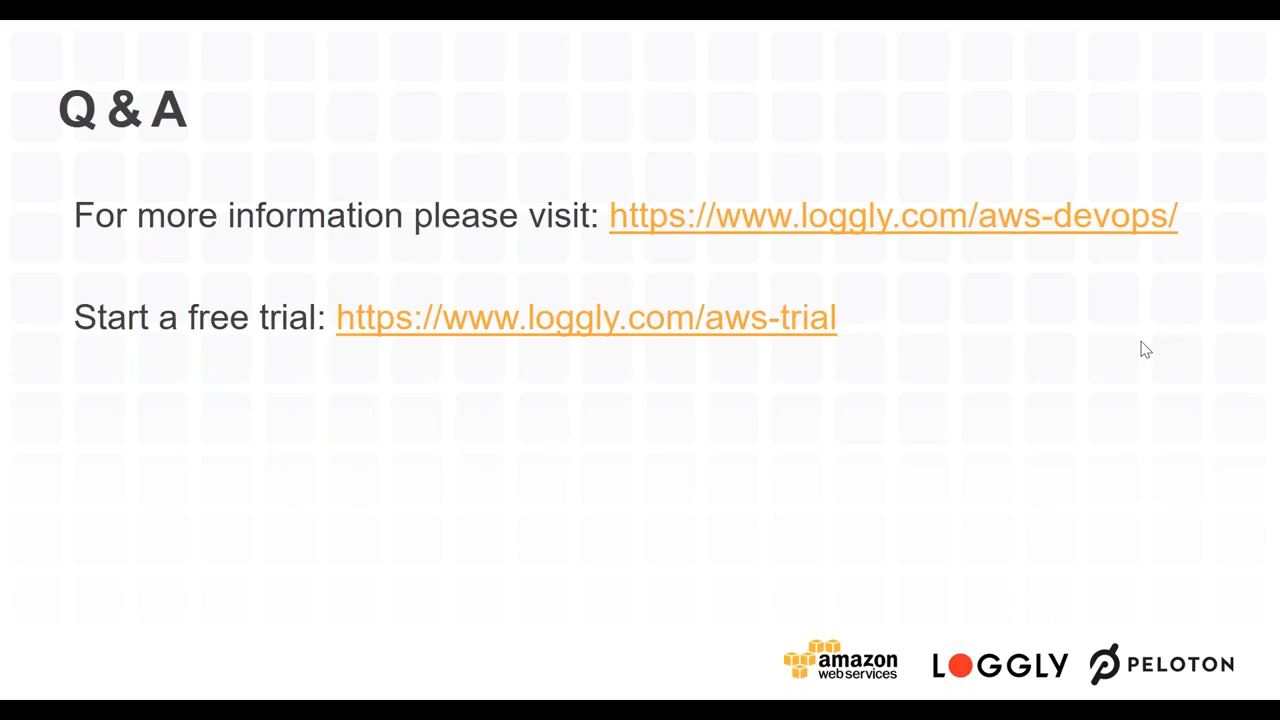 Q & A
For more information please visit: https://www.loggly.com/aws-devops/
Start a free trial: https://www.loggly.com/aws-trial
amazon
web services
LOGGLY
PELOTON